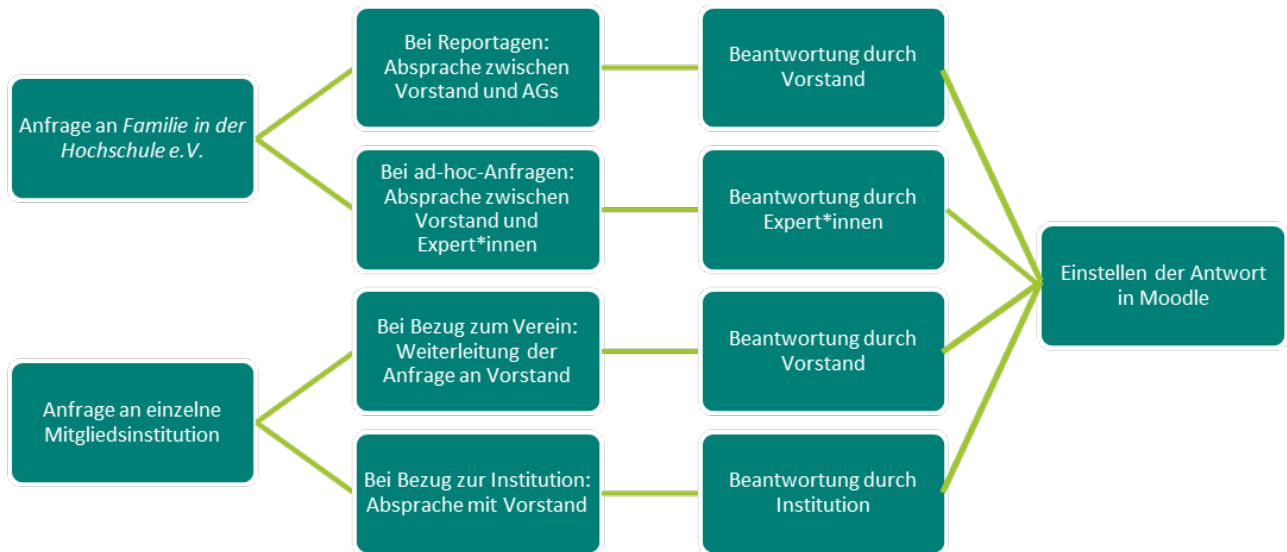 Anfrage an Familie in der
Hochschule e.V.
Bei Reportagen:
Absprache zwischen
Vorstand und AGs
Beantwortung durch
Vorstand
Bei ad-hoc-Anfragen:
Absprache zwischen
Vorstand und
Expert*innen
Beantwortung durch
Expert*innen
Anfrage an einzelne
Mitgliedsinstitution
Bei Bezug zum Verein:
Weiterleitung der
Anfrage an Vorstand
Beantwortung durch
Vorstand
Bei Bezug zur Institution:
Absprache mit Vorstand
Beantwortung durch
Institution
Einstellen der Antwort
in Moodle